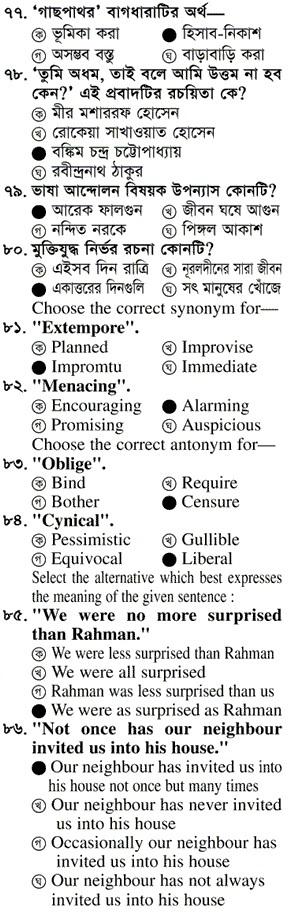 ৭৭. ‘গাছপাথর’ বাগধারাটির অর্থ—
ক ভূমিকা করা ● হিসাব-নিকাশ
গ অসম্ভব বস্তু ঘ বাড়াবাড়ি করা
৭৮. ‘তুমি অধম, তাই বলে আমি উত্তম না হব
কেন?’ এই প্রবাদটির রচয়িতা কে?
ক মীর মশাররফ হোসেন
খ রোকেয়া সাখাওয়াত হোসেন
● বঙ্কিম চন্দ্র চট্টোপাধ্যায়
ঘ রবীন্দ্রনাথ ঠাকুর
৭৯. ভাষা আন্দোলন বিষয়ক উপন্যাস কোনটি?
● আরেক ফালগুন খ জীবন ঘষে আগুন
গ নন্দিত নরকে ঘ পিঙ্গল আকাশ
৮০. মুক্তিযুদ্ধ নির্ভর রচনা কোনটি?
ক এইসব দিন রাত্রি খ নূরলদীনের সারা জীবন
● একাত্তরের দিনগুলি ঘ সৎ মানুষের খোঁজে
Choose the correct synonym for—
৮১. "Extempore".
ক Planned খ Improvise
● Impromtu ঘ Immediate
৮২. "Menacing".
ক Encouraging ● Alarming
গ Promising ঘ Auspicious
Choose the correct antonym for—
৮৩. "Oblige".
ক Bind খ Require
গ Bother ● Censure
৮৪. "Cynical".
ক Pessimistic খ Gullible
গ Equivocal ● Liberal
Select the alternative which best expresses
the meaning of the given sentence :
৮৫. "We were no more surprised
than Rahman."
ক We were less surprised than Rahman
খ We were all surprised
গ Rahman was less surprised than us
● We were as surprised as Rahman
৮৬. "Not once has our neighbour
invited us into his house."
● Our neighbour has invited us into
his house not once but many times
খ Our neighbour has never invited
us into his house
গ Occasionally our neighbour has
invited us into his house
ঘ Our neighbour has not always
invited us into his house